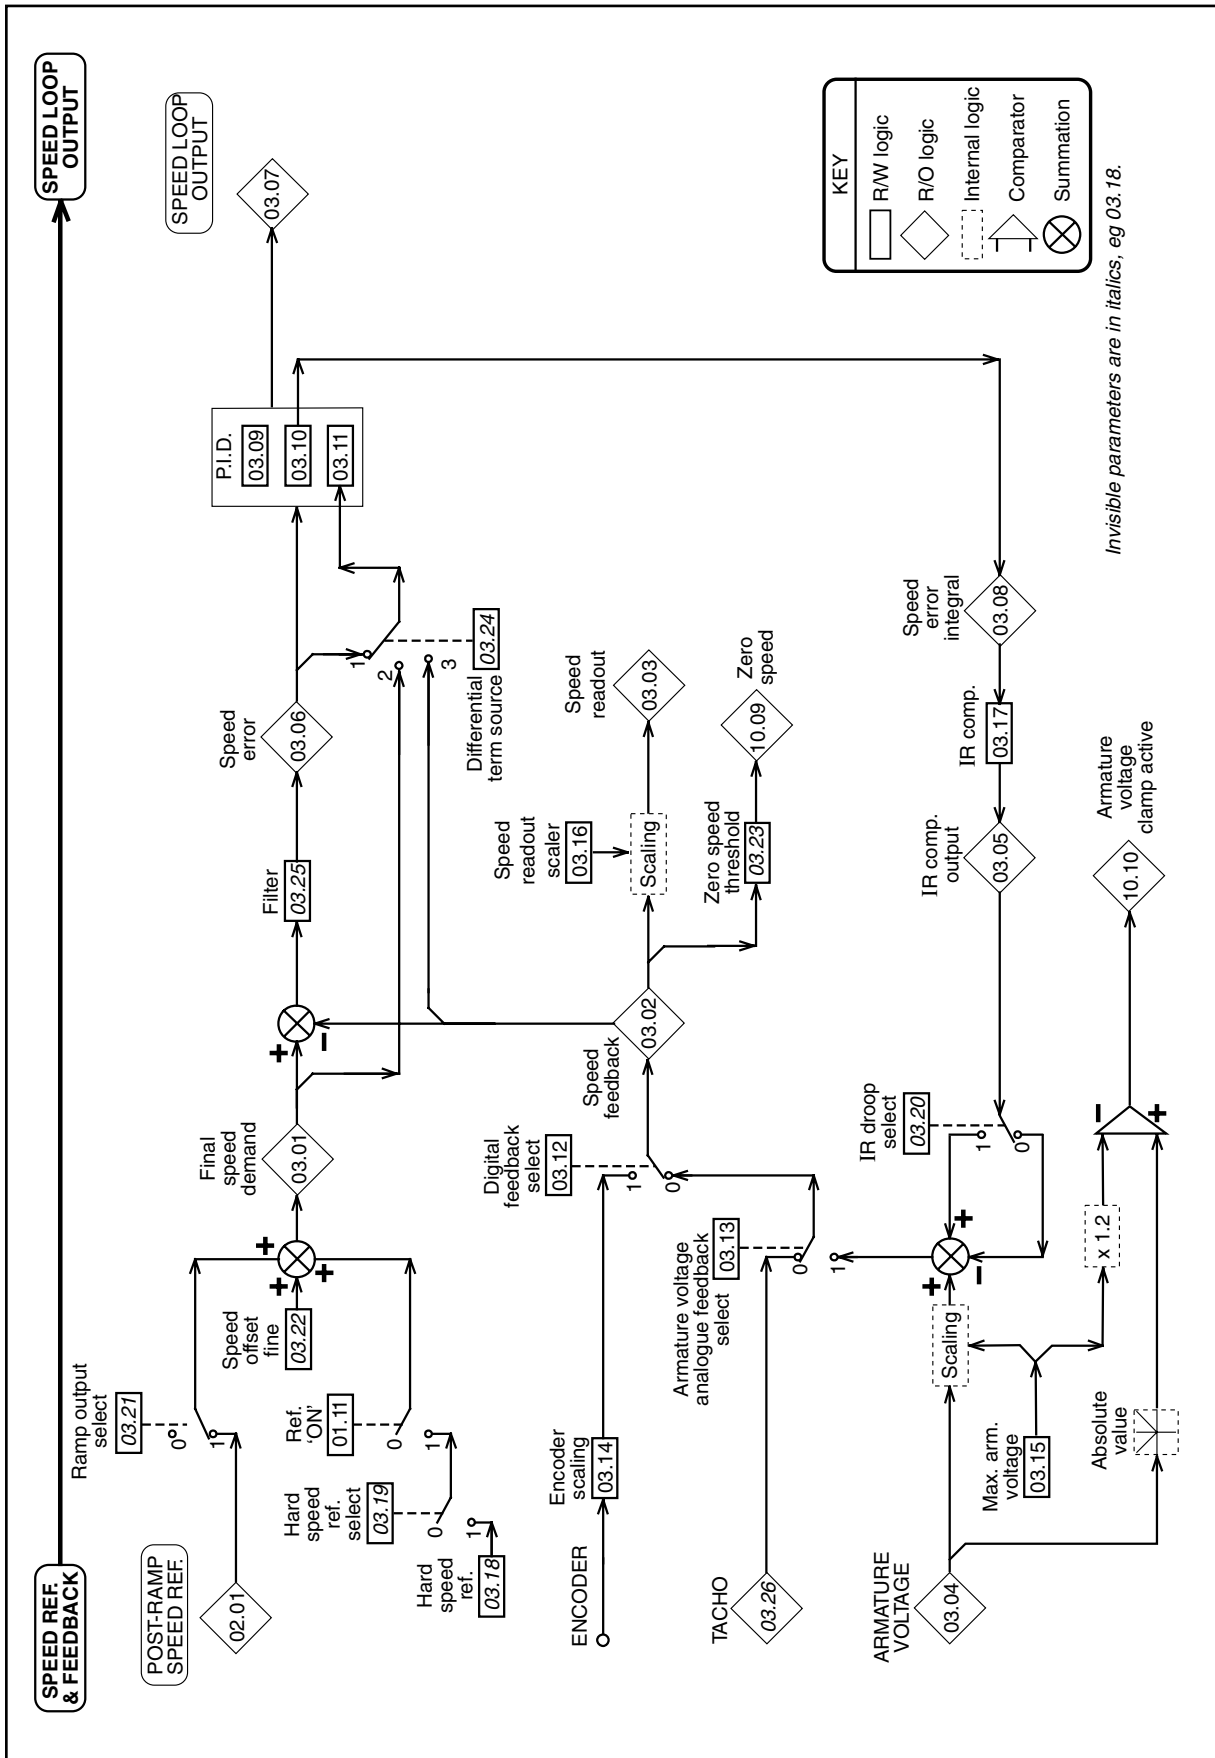 SPEED REF.
& FEEDBACK
SPEED LOOP
OUTPUT
POST-RAMP
SPEED REF.
02.01
Ramp output
select
03.21
0
1
Hard
speed
ref.
select
03.19
0
1
Hard
speed
ref.
03.18
Ref.
'ON'
01.11
0
1
Speed
offset
fine
03.22
+
+
+
Final
speed
demand
03.01
+
−
Filter
03.25
Speed
error
03.06
1
2
3
03.24
Differential
term source
P.I.D.
03.09
03.10
03.11
SPEED LOOP
OUTPUT
03.07
ENCODER
Encoder
scaling
03.14
Digital
feedback
select
03.12
1
0
Speed
feedback
03.02
Speed
readout
scaler
03.16
Scaling
Speed
readout
03.03
Zero speed
threshold
03.23
Zero
speed
10.09
TACHO
03.26
Armature voltage
analogue feedback
select
03.13
0
1
ARMATURE
VOLTAGE
03.04
Scaling
+
+
−
Max. arm.
voltage
03.15
Absolute
value
x 1.2
IR droop
select
03.20
1
0
−
+
IR comp.
output
03.05
IR comp.
03.17
Speed
error
integral
03.08
10.10
Armature
voltage
clamp active
KEY
R/W logic
R/O logic
Internal logic
Comparator
Summation
Invisible parameters are in italics, eg 03.18.